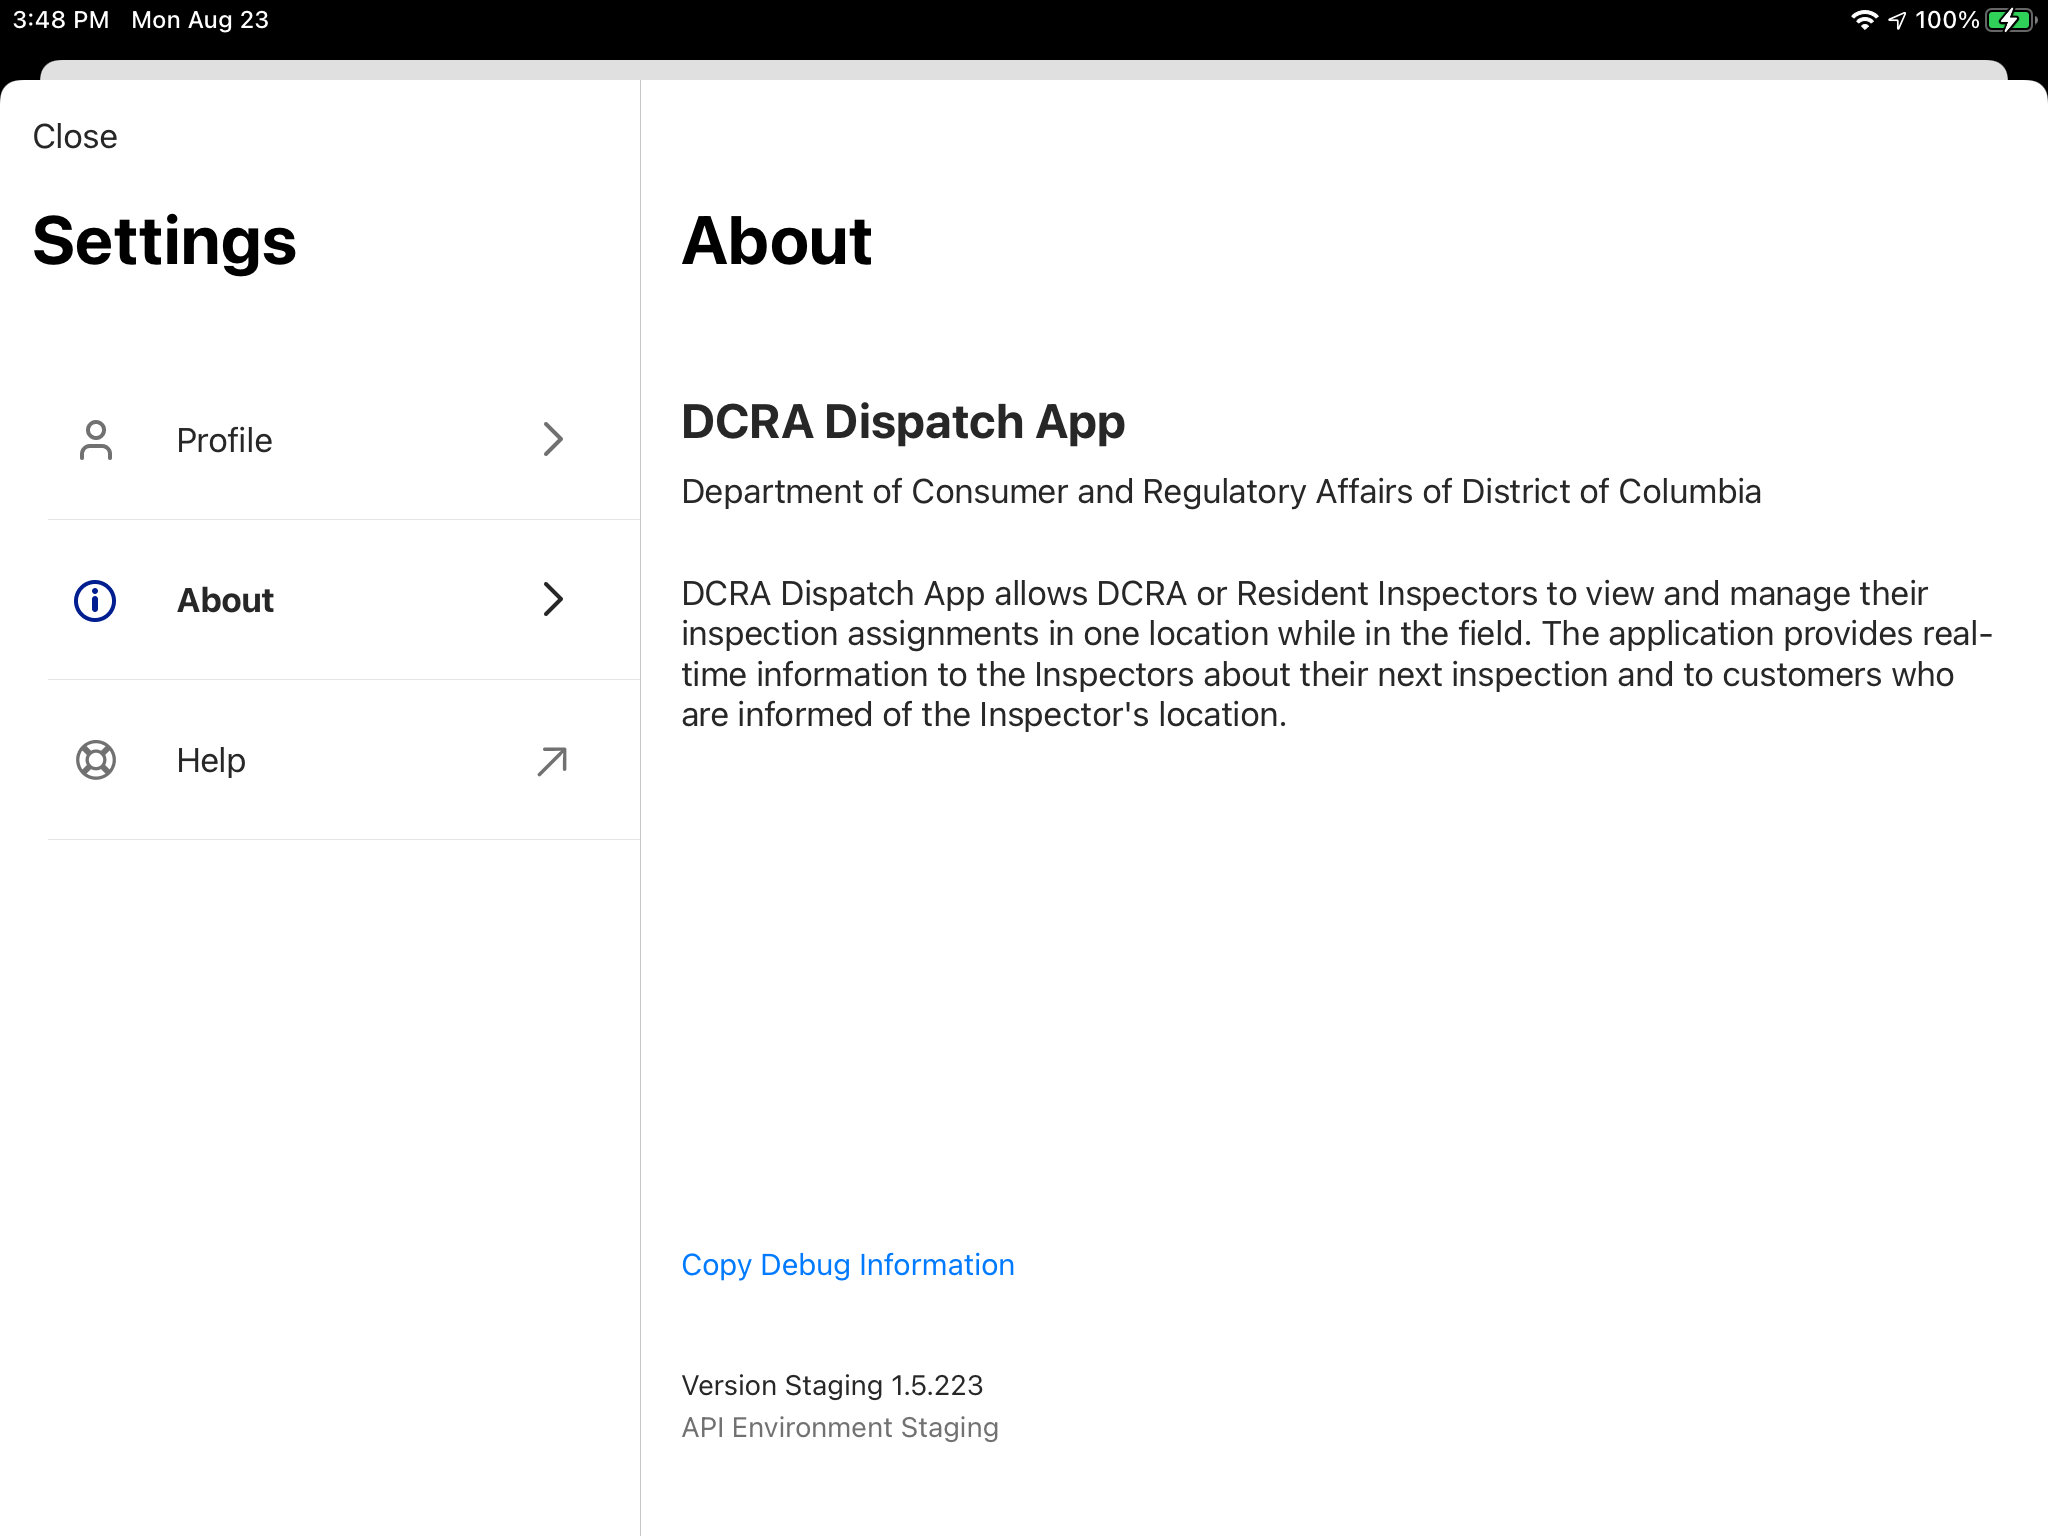 3:48 PM Mon Aug 23
100%
Close
Settings
Profile
About
Help
About
DCRA Dispatch App
Department of Consumer and Regulatory Affairs of District of Columbia
DCRA Dispatch App allows DCRA or Resident Inspectors to view and manage their
inspection assignments in one location while in the field. The application provides real-
time information to the Inspectors about their next inspection and to customers who
are informed of the Inspector's location.
Copy Debug Information
Version Staging 1.5.223
API Environment Staging